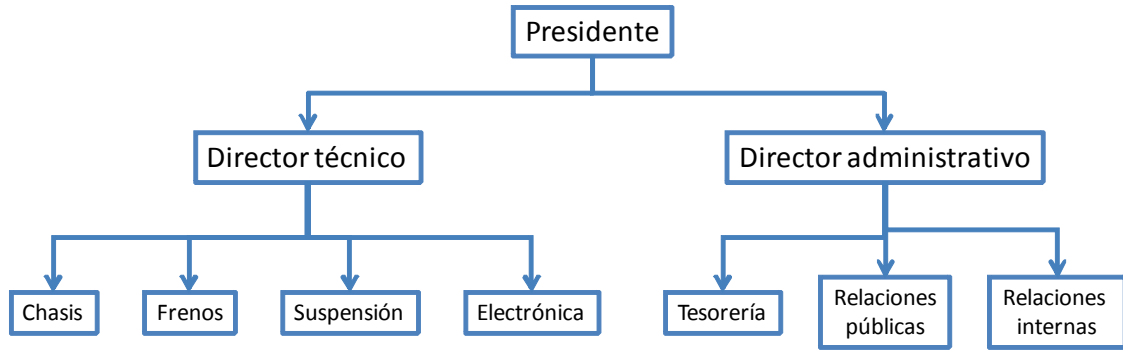 Presidente
Director técnico
Director administrativo
Chasis
Frenos
Suspensión
Electrónica
Tesorería
Relaciones
públicas
Relaciones
internas